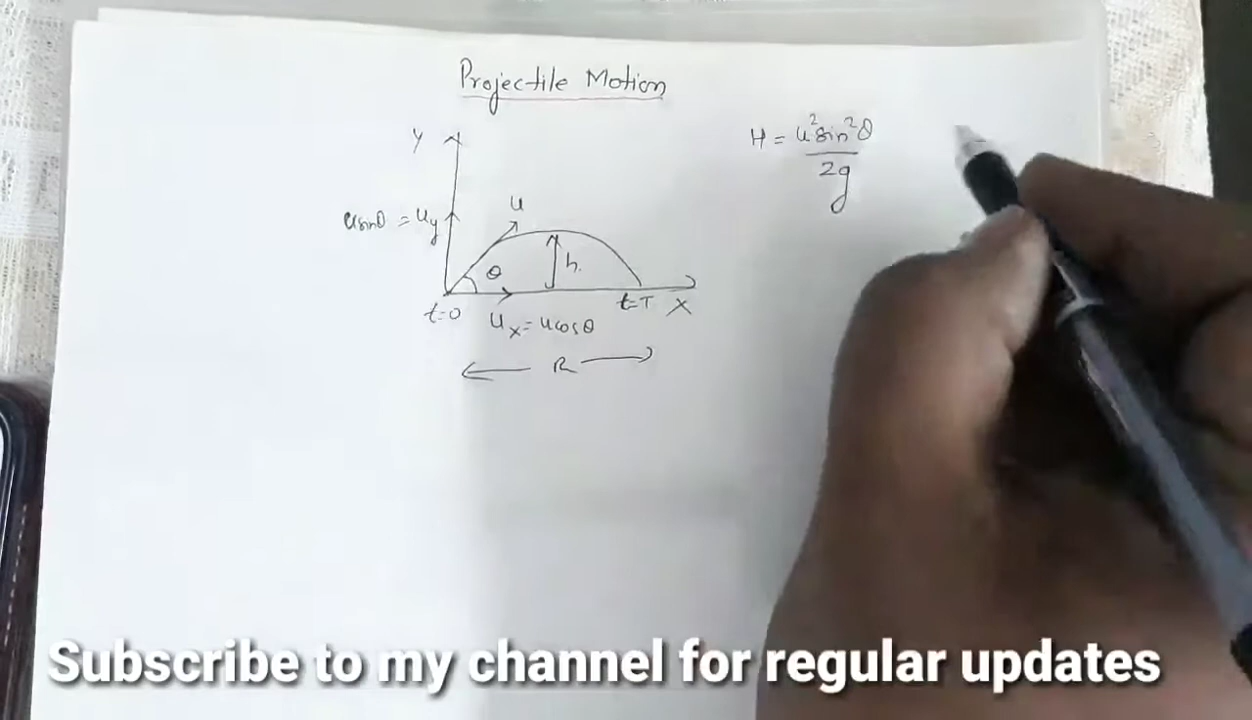 Projectile Motion
Y
H = u²sin²θ
2g
u
usinθ = uy
θ
h.
t=0
t=T
X
ux=ucosθ
R
Subscribe to my channel for regular updates